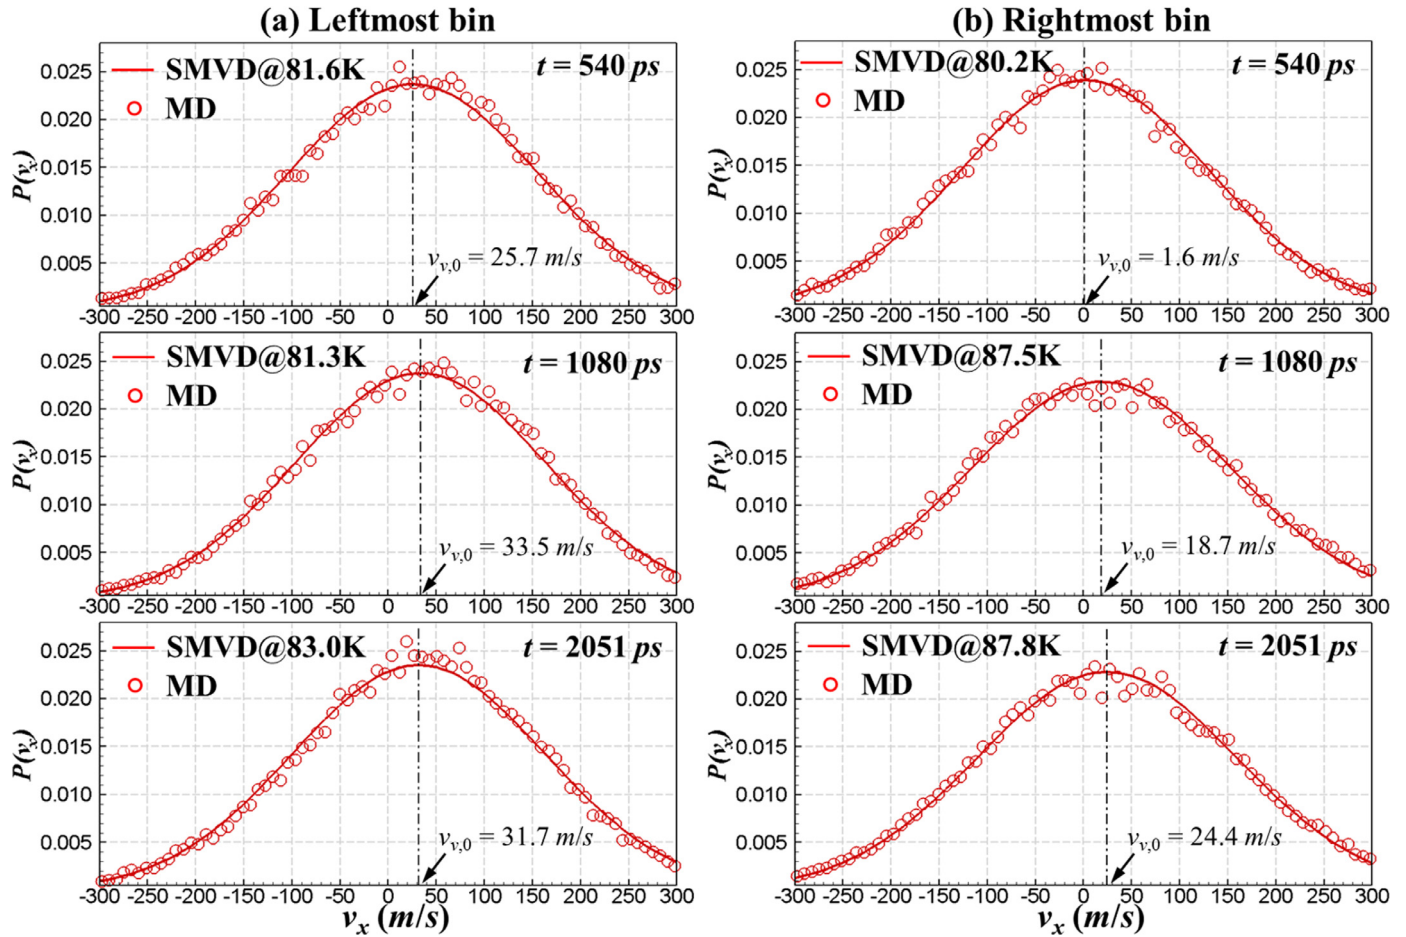 (a) Leftmost bin
SMVD@81.6K
MD
t = 540 ps
P(vₓ)
0.025
0.020
0.015
0.010
0.005
v_{v,0} = 25.7 m/s
-300 -250 -200 -150 -100 -50 0 50 100 150 200 250 300
SMVD@81.3K
MD
t = 1080 ps
P(vₓ)
0.025
0.020
0.015
0.010
0.005
v_{v,0} = 33.5 m/s
-300 -250 -200 -150 -100 -50 0 50 100 150 200 250 300
SMVD@83.0K
MD
t = 2051 ps
P(vₓ)
0.025
0.020
0.015
0.010
0.005
v_{v,0} = 31.7 m/s
-300 -250 -200 -150 -100 -50 0 50 100 150 200 250 300
vₓ (m/s)
(b) Rightmost bin
SMVD@80.2K
MD
t = 540 ps
P(vₓ)
0.025
0.020
0.015
0.010
0.005
v_{v,0} = 1.6 m/s
-300 -250 -200 -150 -100 -50 0 50 100 150 200 250 300
SMVD@87.5K
MD
t = 1080 ps
P(vₓ)
0.025
0.020
0.015
0.010
0.005
v_{v,0} = 18.7 m/s
-300 -250 -200 -150 -100 -50 0 50 100 150 200 250 300
SMVD@87.8K
MD
t = 2051 ps
P(vₓ)
0.025
0.020
0.015
0.010
0.005
v_{v,0} = 24.4 m/s
-300 -250 -200 -150 -100 -50 0 50 100 150 200 250 300
vₓ (m/s)